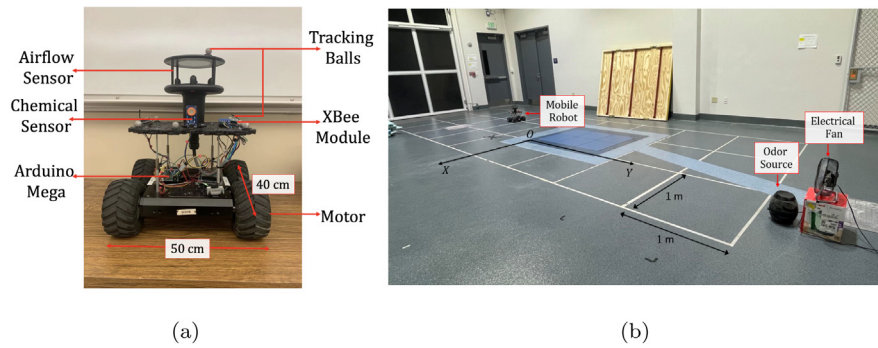 Airflow
Sensor
Chemical
Sensor
Arduino
Mega
Tracking
Balls
XBee
Module
Motor
40 cm
50 cm
(a)
Mobile
Robot
O
X
Y
Odor
Source
Electrical
Fan
1 m
1 m
(b)